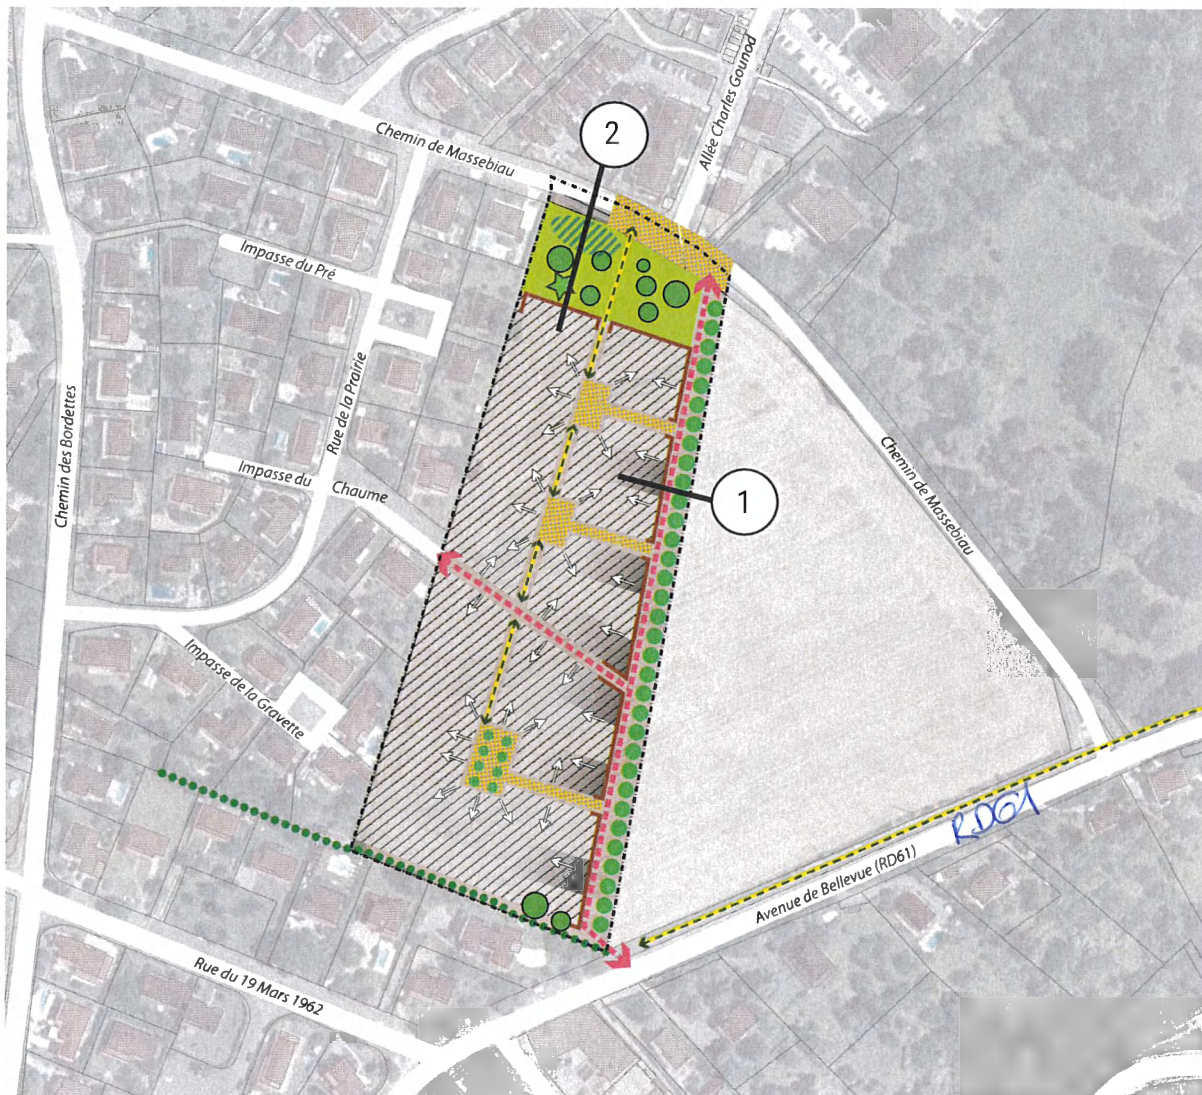 Allée Charles Gounod
2
Chemin de Massebiau
Impasse du Pré
Rue de la Prairie
Chemin des Bordettes
Impasse du Chaume
1
Chemin de Massebiau
Impasse de la Gravette
RD61
Avenue de Bellevue (RD61)
Rue du 19 Mars 1962